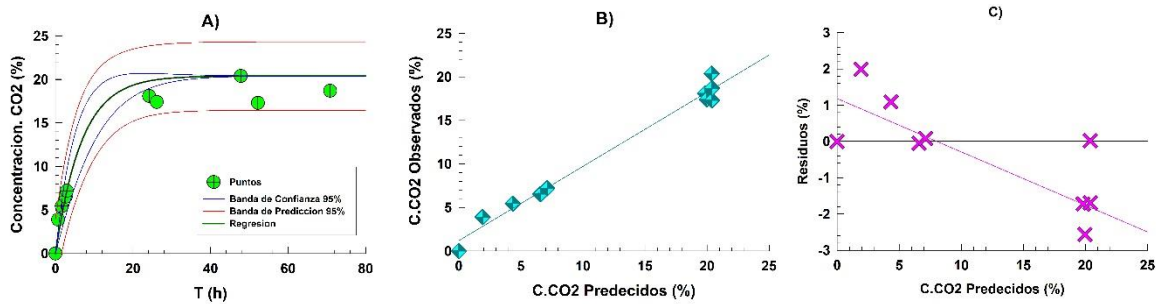 A)
Concentracion. CO2 (%)
25
20
15
10
5
0
Puntos
Banda de Confianza 95%
Banda de Prediccion 95%
Regresion
0 20 40 60 80
T (h)
B)
C.CO2 Observados (%)
25
20
15
10
5
0
0 5 10 15 20 25
C.CO2 Predecidos (%)
C)
Residuos (%)
3
2
1
0
-1
-2
-3
0 5 10 15 20 25
C.CO2 Predecidos (%)